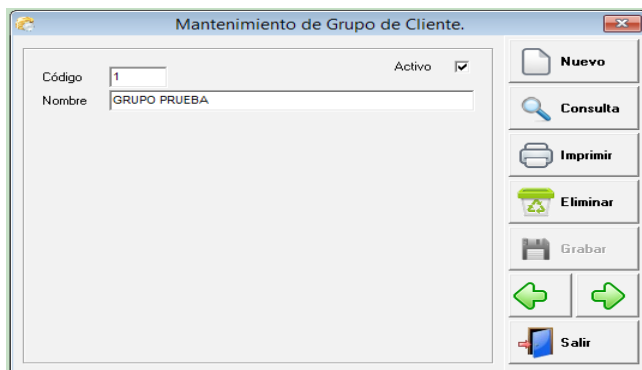 Mantenimiento de Grupo de Cliente.
Activo
Código 1
Nombre GRUPO PRUEBA
Nuevo
Consulta
Imprimir
Eliminar
Grabar
Salir